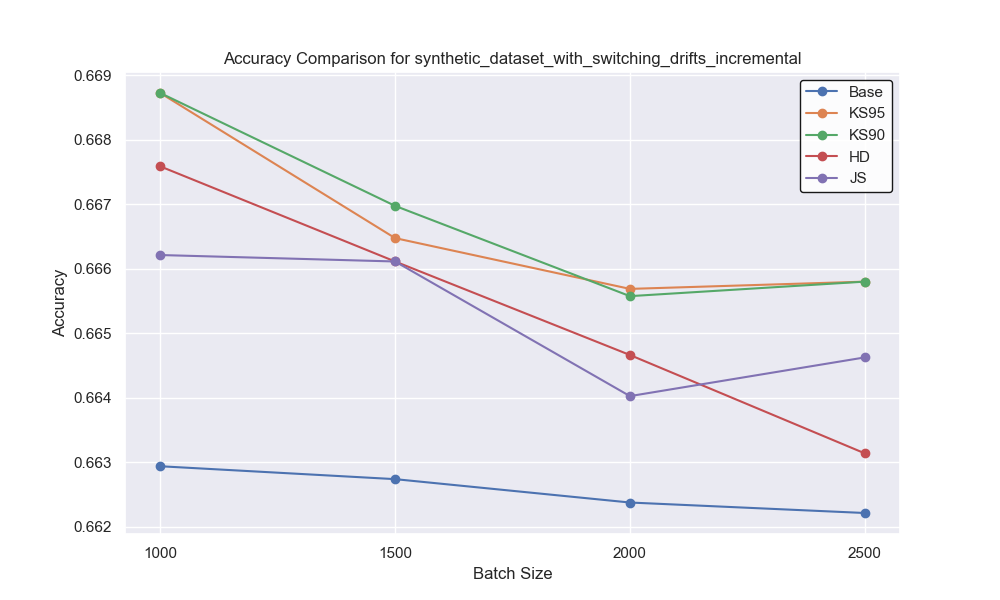 Accuracy Comparison for synthetic_dataset_with_switching_drifts_incremental
0.669
0.668
0.667
0.666
0.665
0.664
0.663
0.662
Accuracy
Base
KS95
KS90
HD
JS
1000 1500 2000 2500
Batch Size